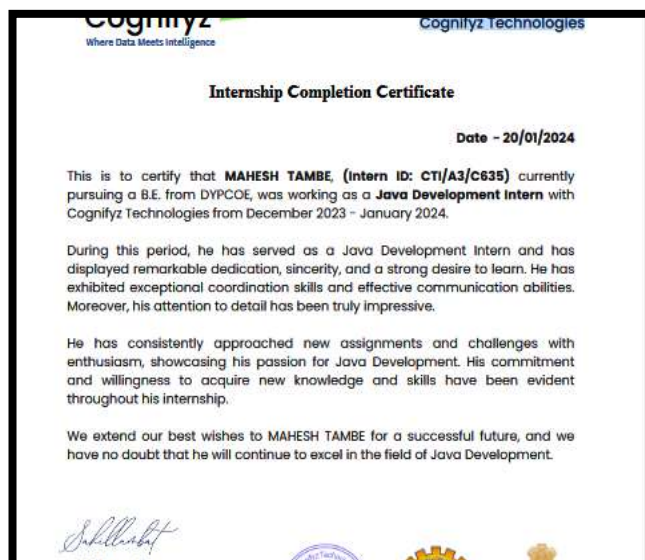 Cognifyz
Where Data Meets Intelligence
Cognifyz Technologies
Internship Completion Certificate
Date - 20/01/2024
This is to certify that MAHESH TAMBE, (Intern ID: CTI/A3/C635) currently
pursuing a B.E. from DYPCOE, was working as a Java Development Intern with
Cognifyz Technologies from December 2023 - January 2024.
During this period, he has served as a Java Development Intern and has
displayed remarkable dedication, sincerity, and a strong desire to learn. He has
exhibited exceptional coordination skills and effective communication abilities.
Moreover, his attention to detail has been truly impressive.
He has consistently approached new assignments and challenges with
enthusiasm, showcasing his passion for Java Development. His commitment
and willingness to acquire new knowledge and skills have been evident
throughout his internship.
We extend our best wishes to MAHESH TAMBE for a successful future, and we
have no doubt that he will continue to excel in the field of Java Development.